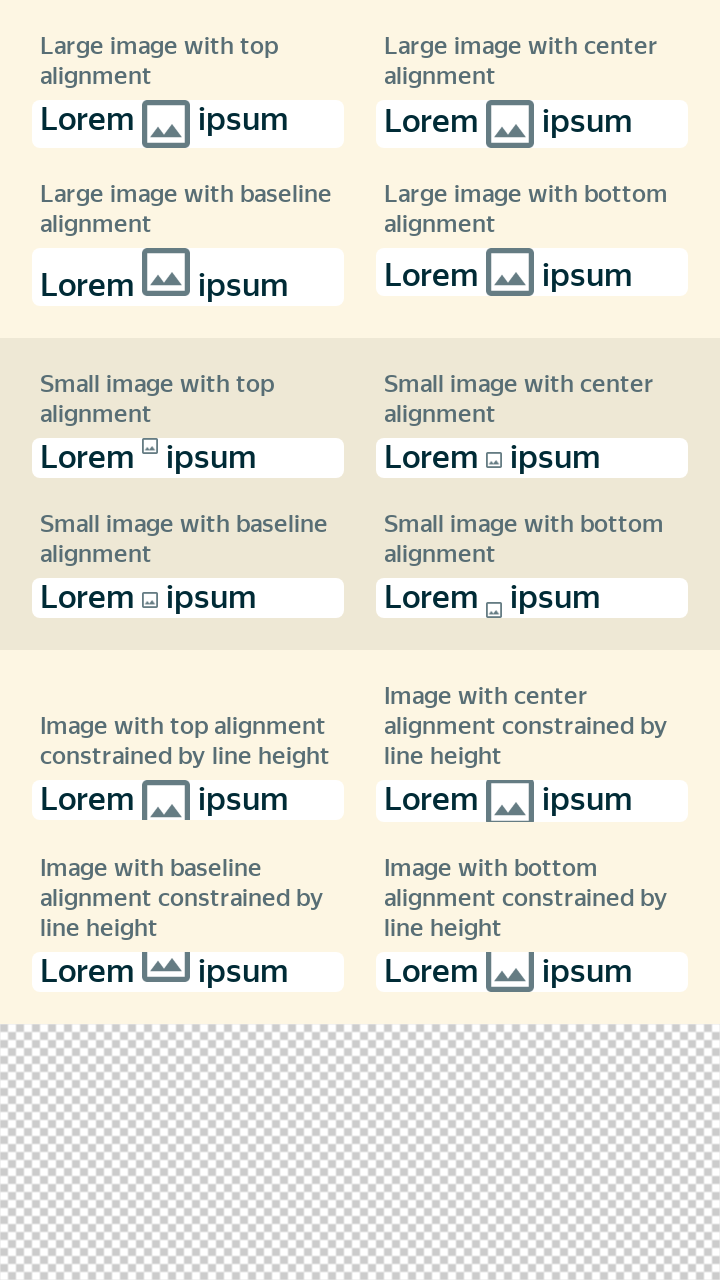 Large image with top
alignment
Lorem ipsum
Large image with center
alignment
Lorem ipsum
Large image with baseline
alignment
Lorem ipsum
Large image with bottom
alignment
Lorem ipsum
Small image with top
alignment
Lorem ipsum
Small image with center
alignment
Lorem ipsum
Small image with baseline
alignment
Lorem ipsum
Small image with bottom
alignment
Lorem ipsum
Image with top alignment
constrained by line height
Lorem ipsum
Image with center
alignment constrained by
line height
Lorem ipsum
Image with baseline
alignment constrained by
line height
Lorem ipsum
Image with bottom
alignment constrained by
line height
Lorem ipsum